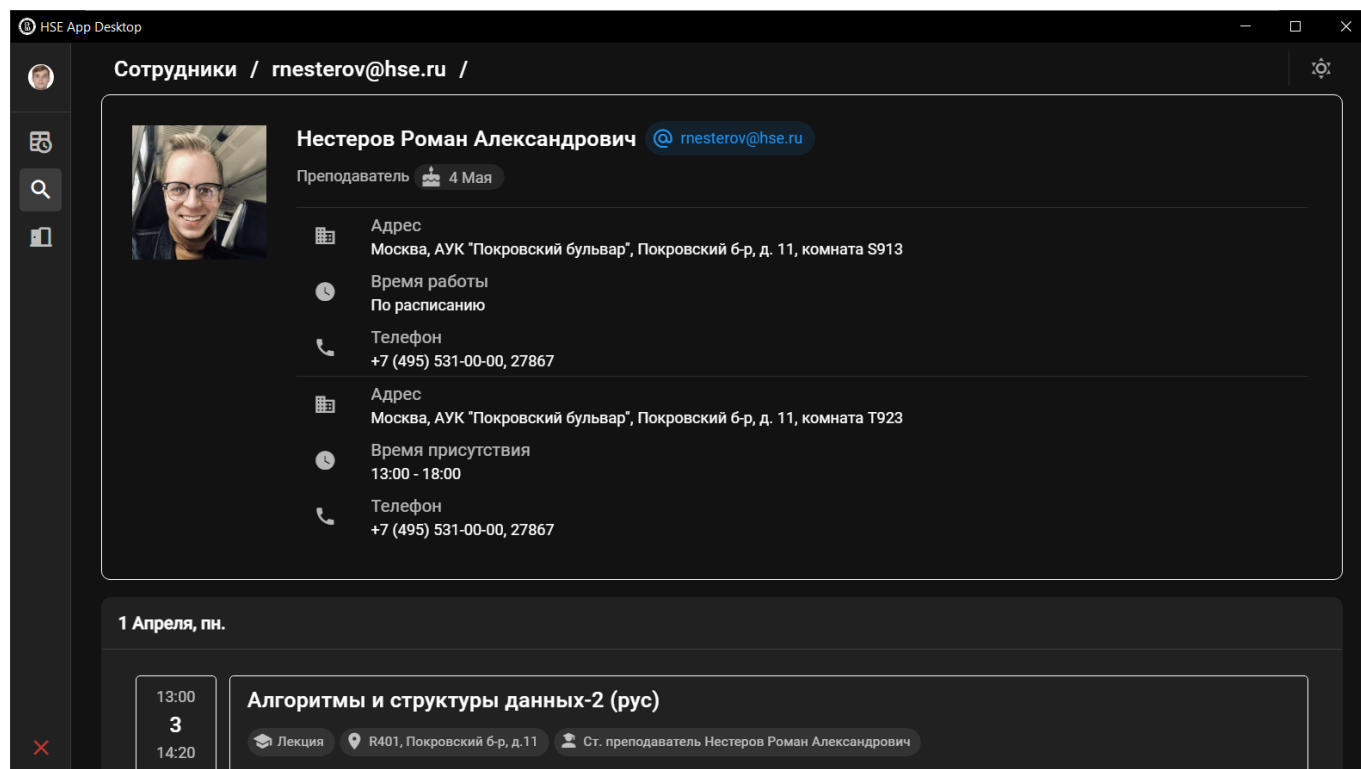 HSE App Desktop
Сотрудники / rnesterov@hse.ru /
Нестеров Роман Александрович rnesterov@hse.ru
Преподаватель 4 Мая
Адрес
Москва, АУК "Покровский бульвар", Покровский б-р, д. 11, комната S913
Время работы
По расписанию
Телефон
+7 (495) 531-00-00, 27867
Адрес
Москва, АУК "Покровский бульвар", Покровский б-р, д. 11, комната T923
Время присутствия
13:00 - 18:00
Телефон
+7 (495) 531-00-00, 27867
1 Апреля, пн.
13:00
3
14:20
Алгоритмы и структуры данных-2 (рус)
Лекция R401, Покровский б-р, д.11 Ст. преподаватель Нестеров Роман Александрович